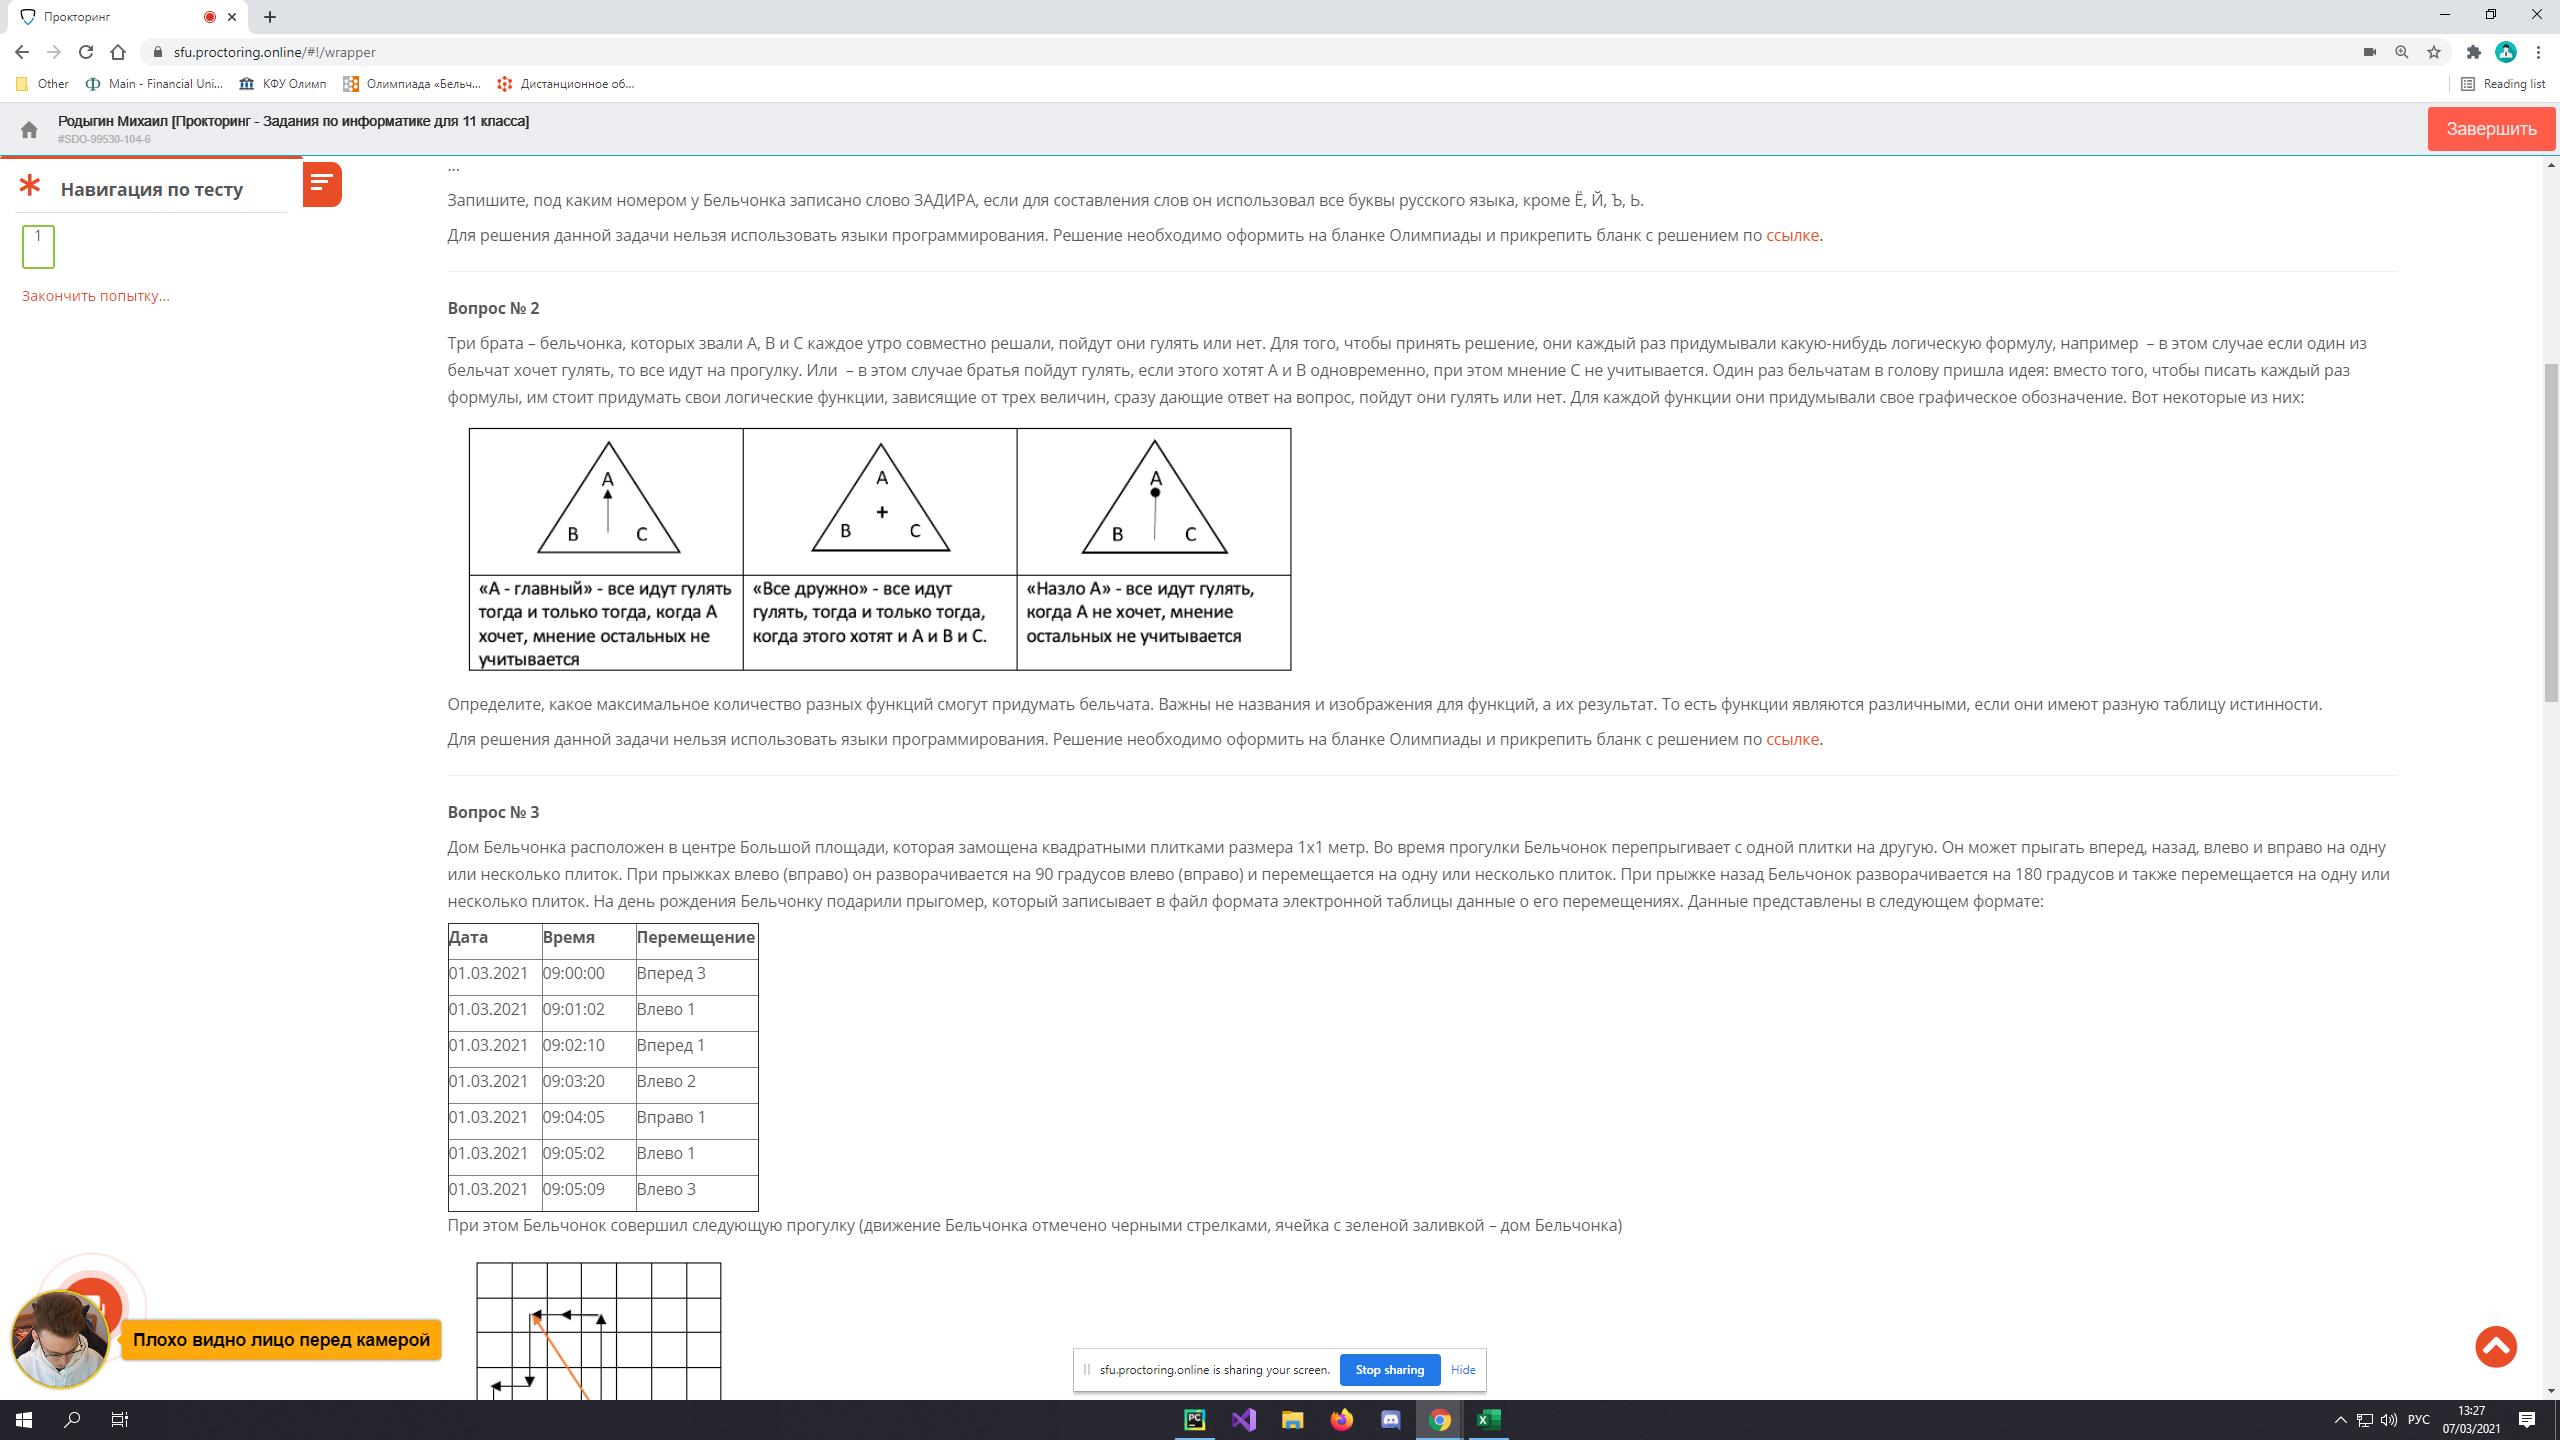 Прокторинг
sfu.proctoring.online/#!/wrapper
Other
Main - Financial Uni...
КФУ Олимп
Олимпиада «Бельч...
Дистанционное об...
Reading list
Родыгин Михаил [Прокторинг - Задания по информатике для 11 класса]
#SDO-99530-104-6
Завершить
Навигация по тесту
1
Закончить попытку...
...
Запишите, под каким номером у Бельчонка записано слово ЗАДИРА, если для составления слов он использовал все буквы русского языка, кроме Ё, Й, Ъ, Ь.
Для решения данной задачи нельзя использовать языки программирования. Решение необходимо оформить на бланке Олимпиады и прикрепить бланк с решением по ссылке.
Вопрос № 2
Три брата – бельчонка, которых звали А, В и С каждое утро совместно решали, пойдут они гулять или нет. Для того, чтобы принять решение, они каждый раз придумывали какую-нибудь логическую формулу, например – в этом случае если один из
бельчат хочет гулять, то все идут на прогулку. Или – в этом случае братья пойдут гулять, если этого хотят А и В одновременно, при этом мнение С не учитывается. Один раз бельчатам в голову пришла идея: вместо того, чтобы писать каждый раз
формулы, им стоит придумать свои логические функции, зависящие от трех величин, сразу дающие ответ на вопрос, пойдут они гулять или нет. Для каждой функции они придумывали свое графическое обозначение. Вот некоторые из них:
A
B
C
A
+
B
C
A
B
C
«А - главный» - все идут гулять
тогда и только тогда, когда А
хочет, мнение остальных не
учитывается
«Все дружно» - все идут
гулять, тогда и только тогда,
когда этого хотят и А и В и С.
«Назло А» - все идут гулять,
когда А не хочет, мнение
остальных не учитывается
Определите, какое максимальное количество разных функций смогут придумать бельчата. Важны не названия и изображения для функций, а их результат. То есть функции являются различными, если они имеют разную таблицу истинности.
Для решения данной задачи нельзя использовать языки программирования. Решение необходимо оформить на бланке Олимпиады и прикрепить бланк с решением по ссылке.
Вопрос № 3
Дом Бельчонка расположен в центре Большой площади, которая замощена квадратными плитками размера 1х1 метр. Во время прогулки Бельчонок перепрыгивает с одной плитки на другую. Он может прыгать вперед, назад, влево и вправо на одну
или несколько плиток. При прыжках влево (вправо) он разворачивается на 90 градусов влево (вправо) и перемещается на одну или несколько плиток. При прыжке назад Бельчонок разворачивается на 180 градусов и также перемещается на одну или
несколько плиток. На день рождения Бельчонку подарили прыгомер, который записывает в файл формата электронной таблицы данные о его перемещениях. Данные представлены в следующем формате:
Дата Время Перемещение
01.03.2021 09:00:00 Вперед 3
01.03.2021 09:01:02 Влево 1
01.03.2021 09:02:10 Вперед 1
01.03.2021 09:03:20 Влево 2
01.03.2021 09:04:05 Вправо 1
01.03.2021 09:05:02 Влево 1
01.03.2021 09:05:09 Влево 3
При этом Бельчонок совершил следующую прогулку (движение Бельчонка отмечено черными стрелками, ячейка с зеленой заливкой – дом Бельчонка)
Плохо видно лицо перед камерой
sfu.proctoring.online is sharing your screen.
Stop sharing
Hide
PC
РУС
13:27
07/03/2021